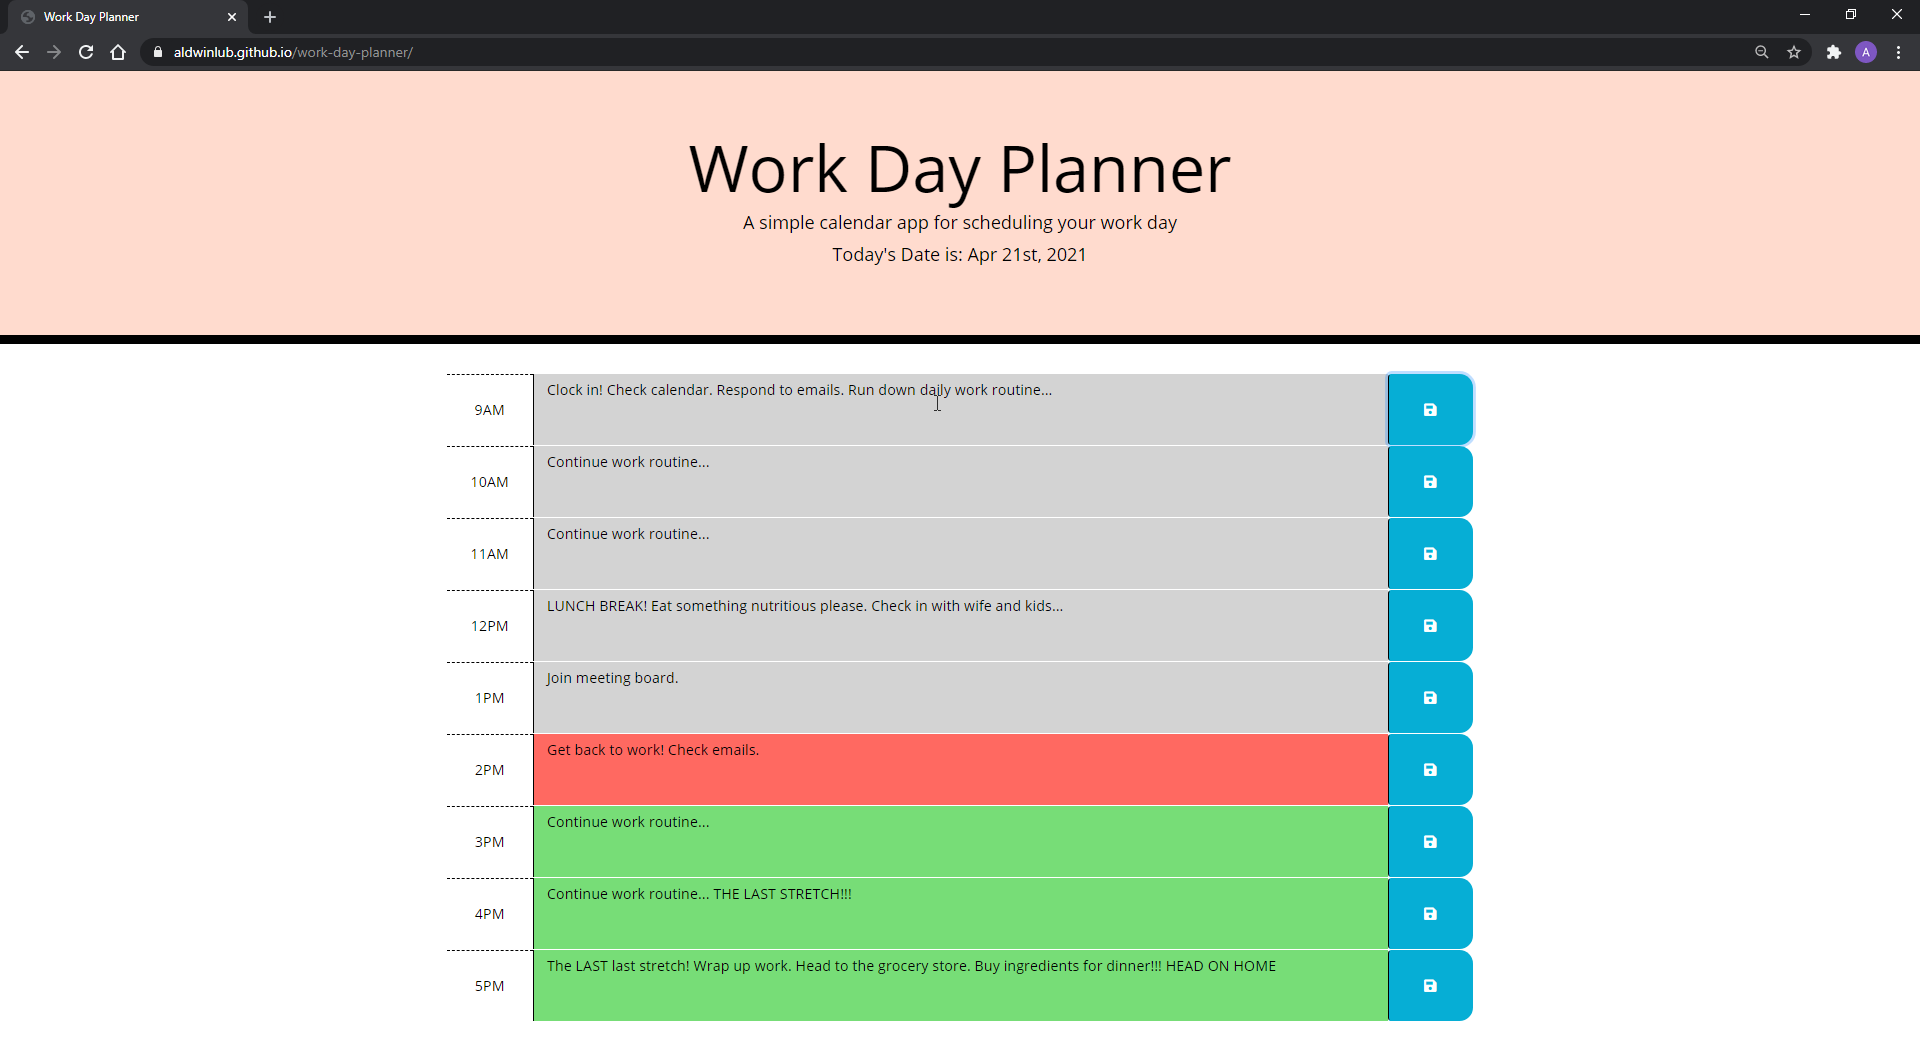 Work Day Planner
aldwinlub.github.io/work-day-planner/
A
Work Day Planner
A simple calendar app for scheduling your work day
Today's Date is: Apr 21st, 2021
9AM
Clock in! Check calendar. Respond to emails. Run down daily work routine...
10AM
Continue work routine...
11AM
Continue work routine...
12PM
LUNCH BREAK! Eat something nutritious please. Check in with wife and kids...
1PM
Join meeting board.
2PM
Get back to work! Check emails.
3PM
Continue work routine...
4PM
Continue work routine... THE LAST STRETCH!!!
5PM
The LAST last stretch! Wrap up work. Head to the grocery store. Buy ingredients for dinner!!! HEAD ON HOME